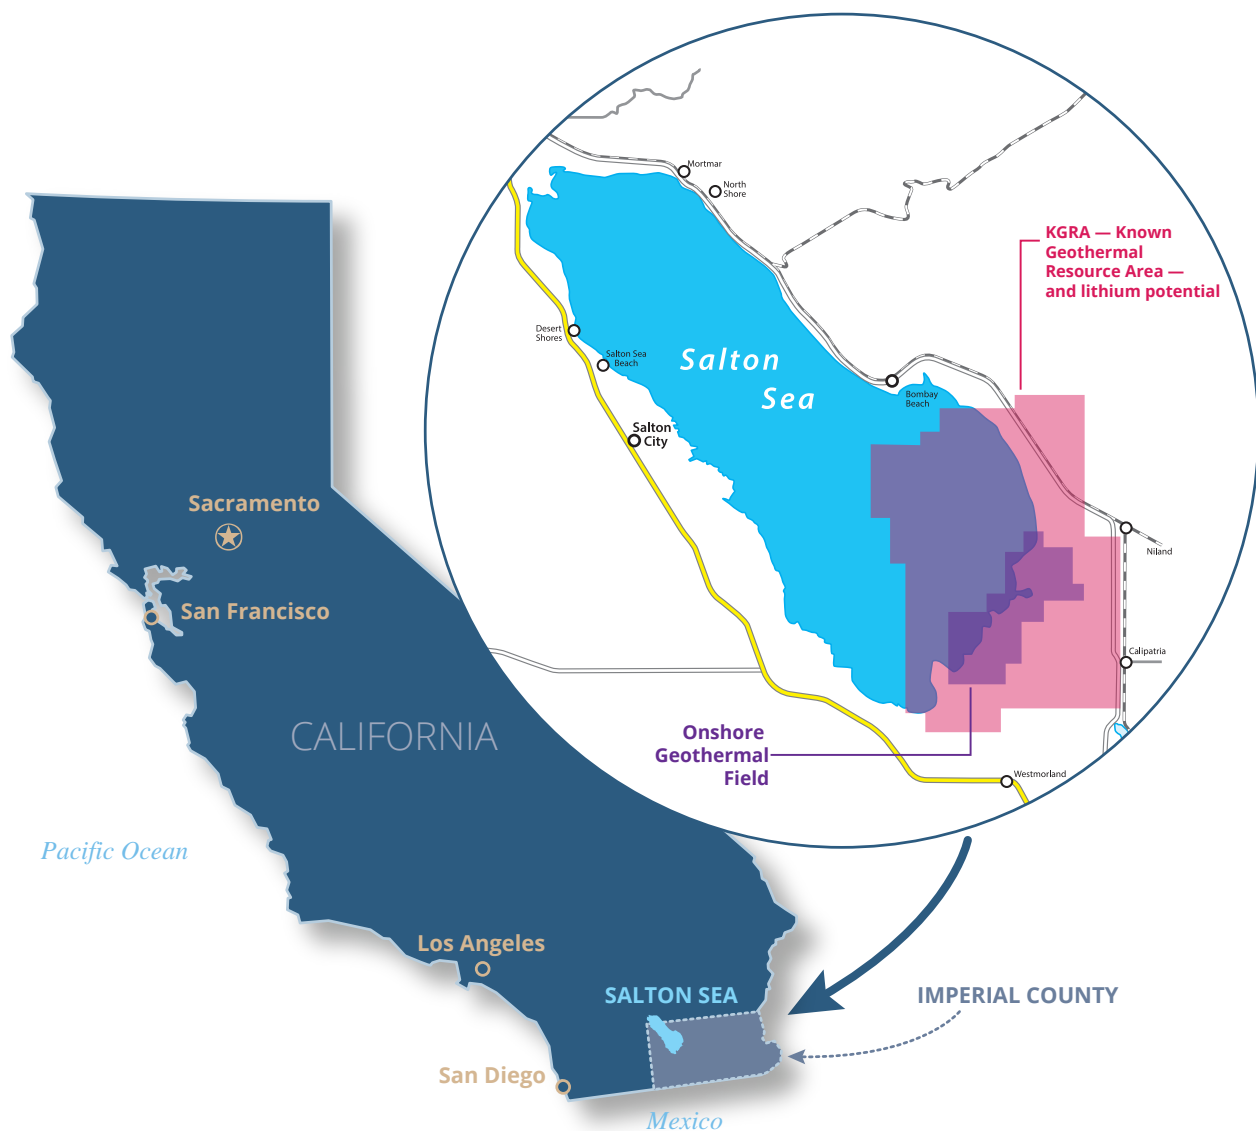 Mortmar
North
Shore
KGRA — Known
Geothermal
Resource Area —
and lithium potential
Desert
Shores
Salton Sea
Beach
Salton
Sea
Bombay
Beach
Salton
City
Sacramento
Niland
San Francisco
Calipatria
CALIFORNIA
Onshore
Geothermal
Field
Westmorland
Pacific Ocean
Los Angeles
SALTON SEA
IMPERIAL COUNTY
San Diego
Mexico